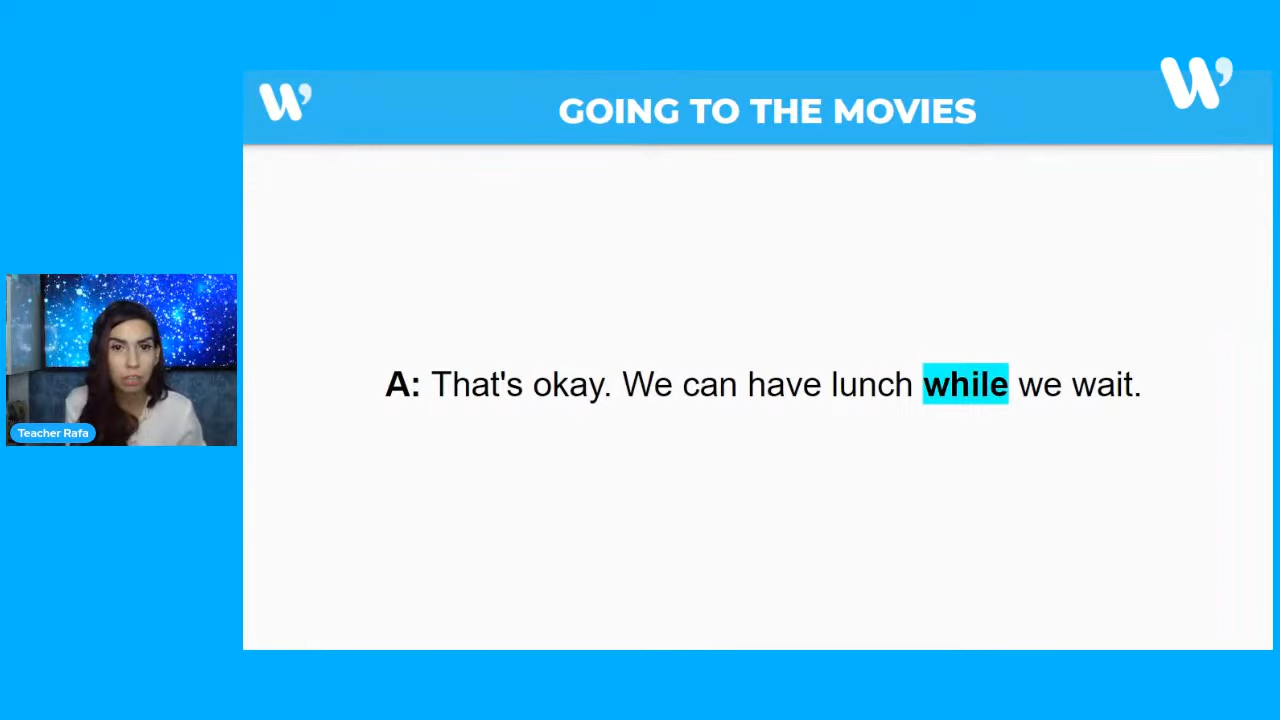 W'
W'
GOING TO THE MOVIES
A: That's okay. We can have lunch while we wait.
Teacher Rafa